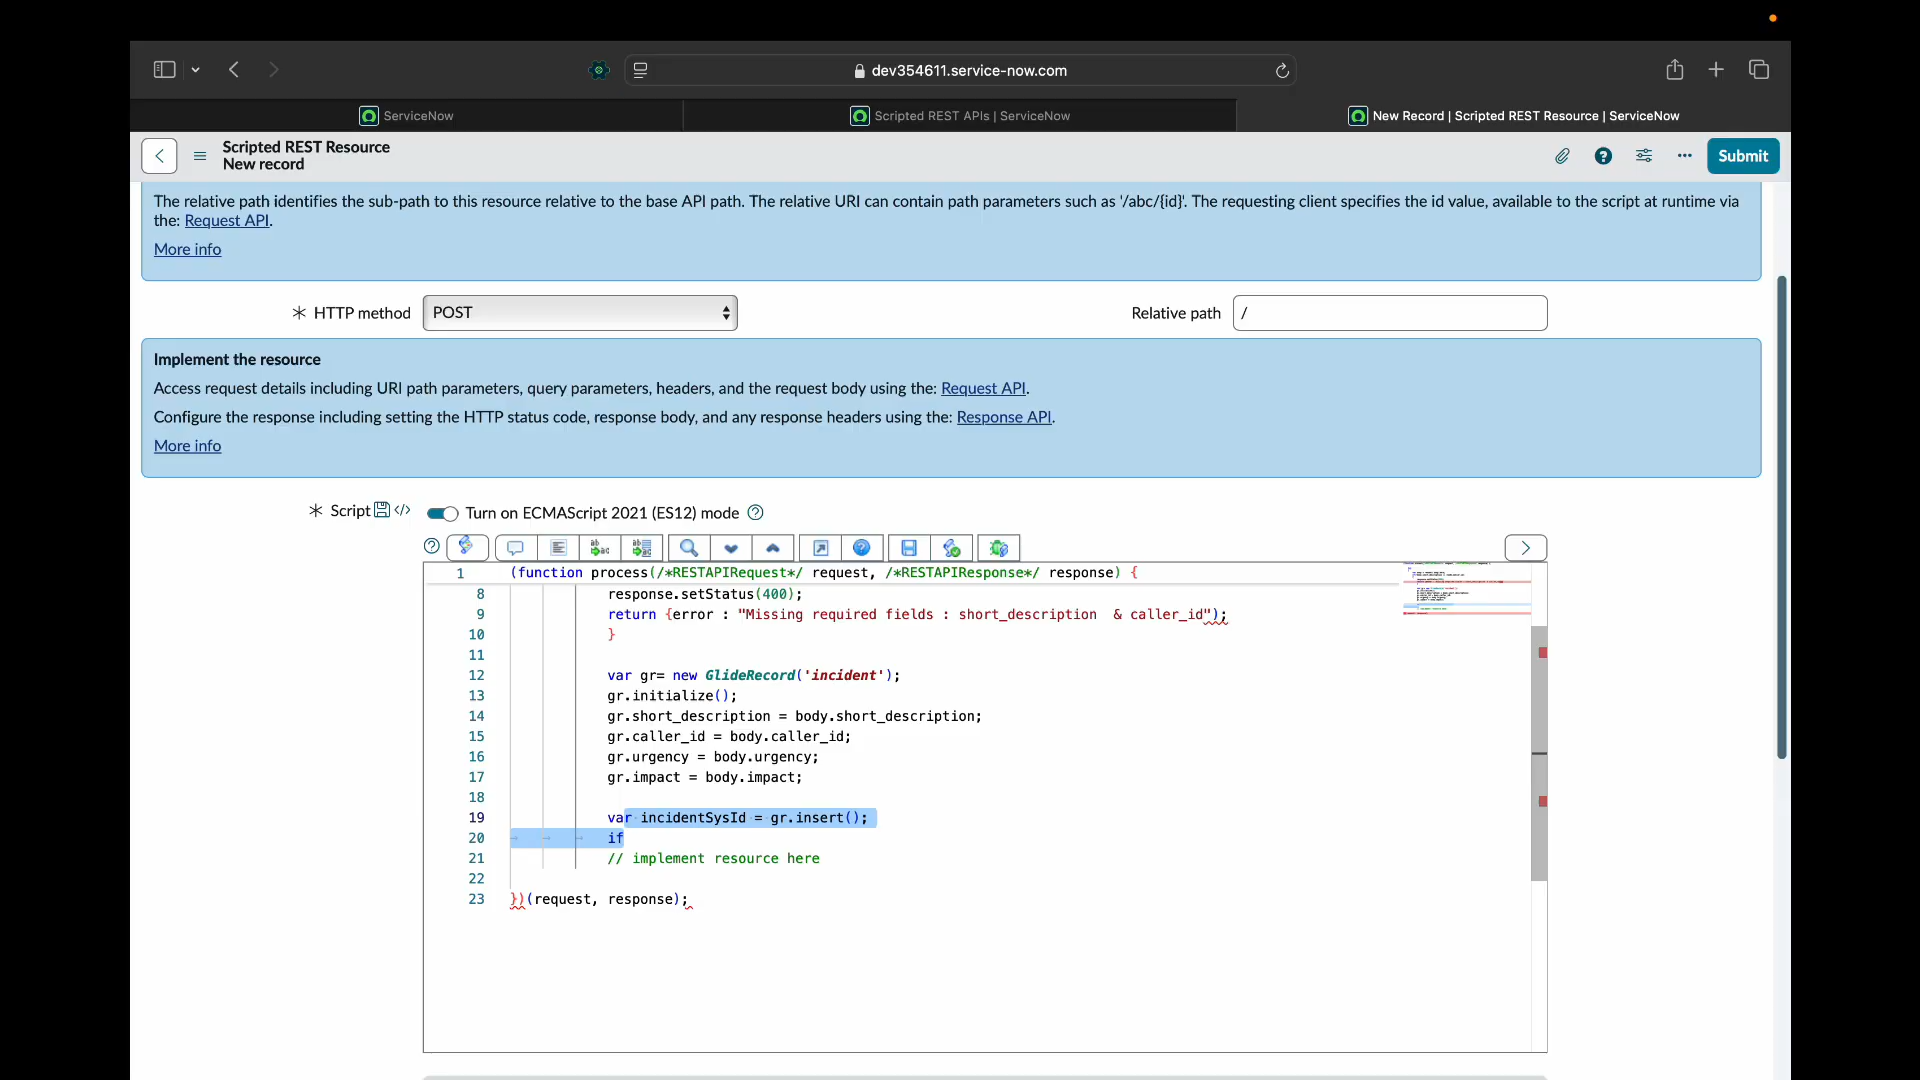 dev354611.service-now.com
ServiceNow
Scripted REST APIs | ServiceNow
New Record | Scripted REST Resource | ServiceNow
Scripted REST Resource
New record
Submit
The relative path identifies the sub-path to this resource relative to the base API path. The relative URI can contain path parameters such as '/abc/{id}'. The requesting client specifies the id value, available to the script at runtime via
the: Request API.
More info
HTTP method
POST
Relative path
/
Implement the resource
Access request details including URI path parameters, query parameters, headers, and the request body using the: Request API.
Configure the response including setting the HTTP status code, response body, and any response headers using the: Response API.
More info
Script
Turn on ECMAScript 2021 (ES12) mode
1 (function process(/*RESTAPIRequest*/ request, /*RESTAPIResponse*/ response) {
8 response.setStatus(400);
9 return {error : "Missing required fields : short_description  & caller_id");
10 }
11
12 var gr= new GlideRecord('incident');
13 gr.initialize();
14 gr.short_description = body.short_description;
15 gr.caller_id = body.caller_id;
16 gr.urgency = body.urgency;
17 gr.impact = body.impact;
18
19 var incidentSysId = gr.insert();
20 if
21 // implement resource here
22
23 })(request, response);